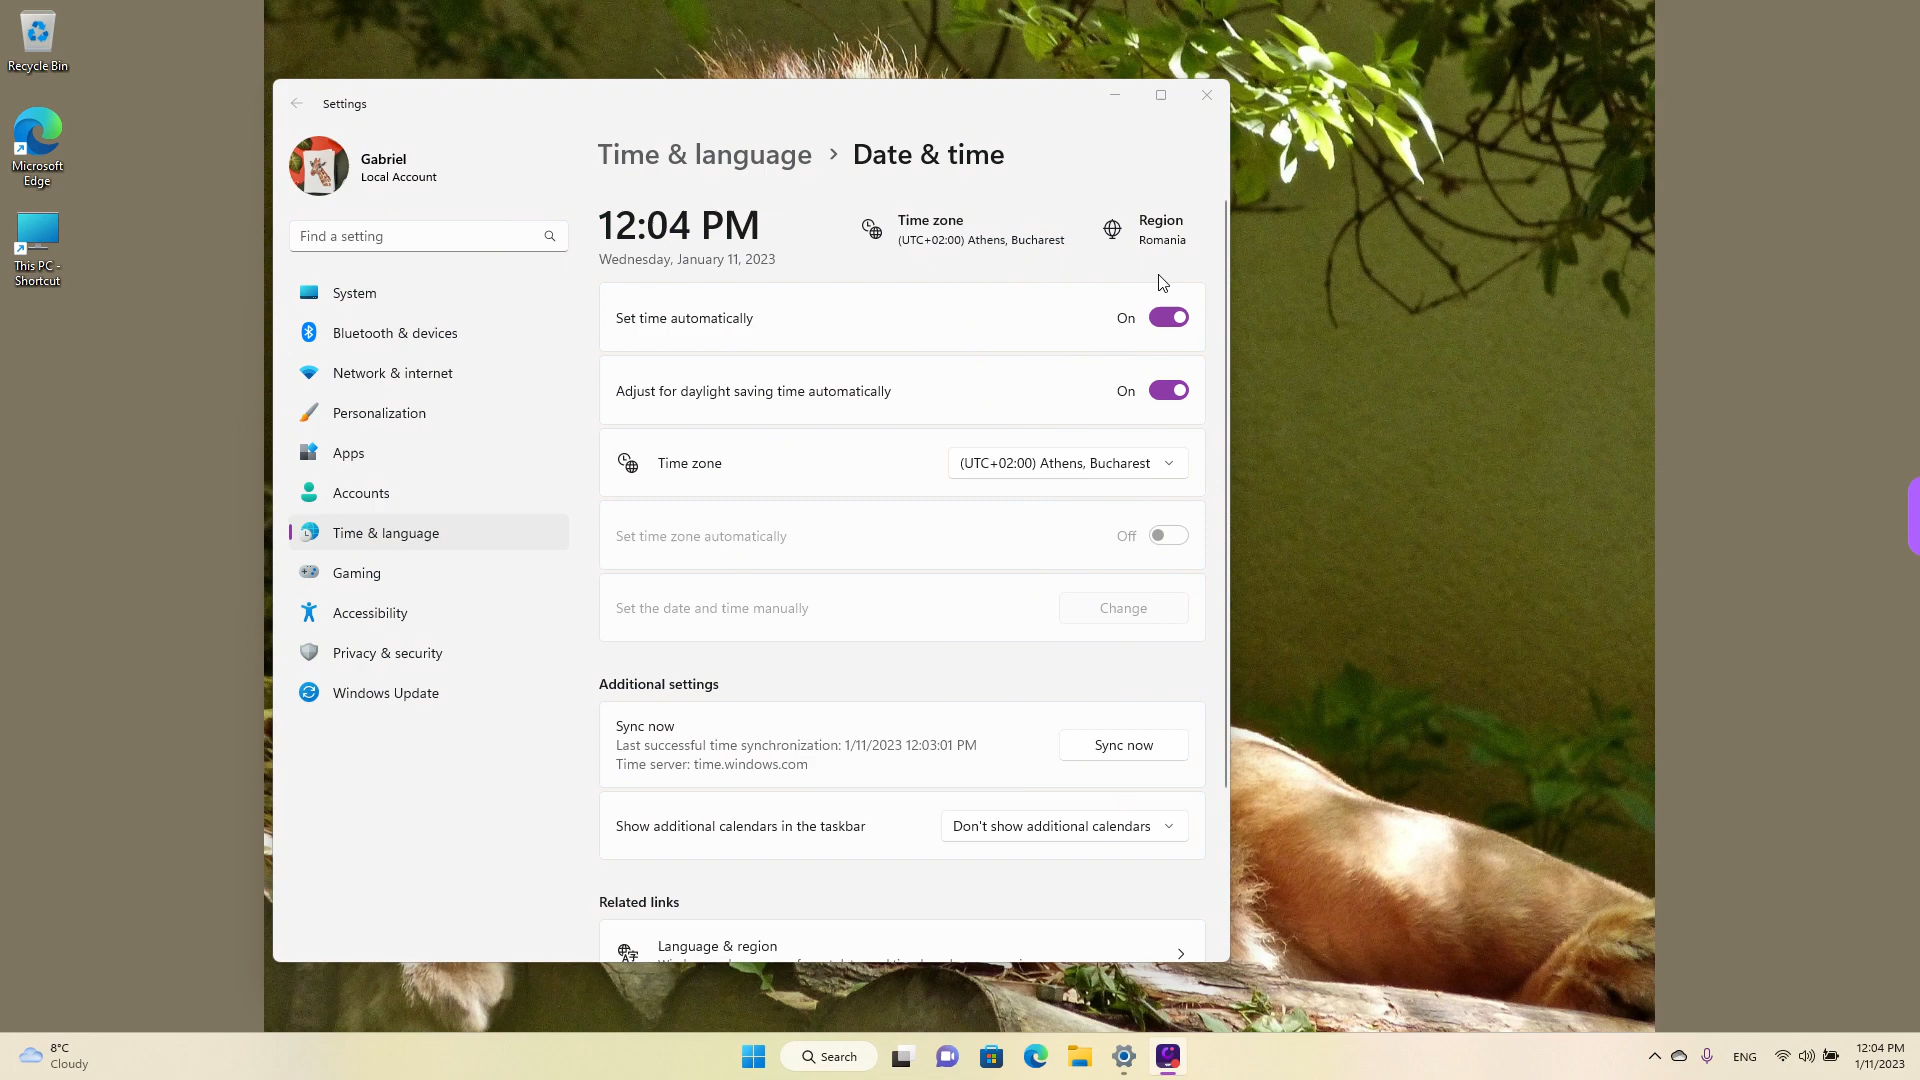 Recycle Bin
Microsoft
Edge
This PC -
Shortcut
Settings
Gabriel
Local Account
Find a setting
System
Bluetooth & devices
Network & internet
Personalization
Apps
Accounts
Time & language
Gaming
Accessibility
Privacy & security
Windows Update
Time & language > Date & time
12:04 PM
Wednesday, January 11, 2023
Time zone
(UTC+02:00) Athens, Bucharest
Region
Romania
Set time automatically On
Adjust for daylight saving time automatically On
Time zone (UTC+02:00) Athens, Bucharest
Set time zone automatically Off
Set the date and time manually Change
Additional settings
Sync now
Last successful time synchronization: 1/11/2023 12:03:01 PM
Time server: time.windows.com
Sync now
Show additional calendars in the taskbar Don't show additional calendars
Related links
Language & region
8°C
Cloudy
Search
ENG
12:04 PM
1/11/2023